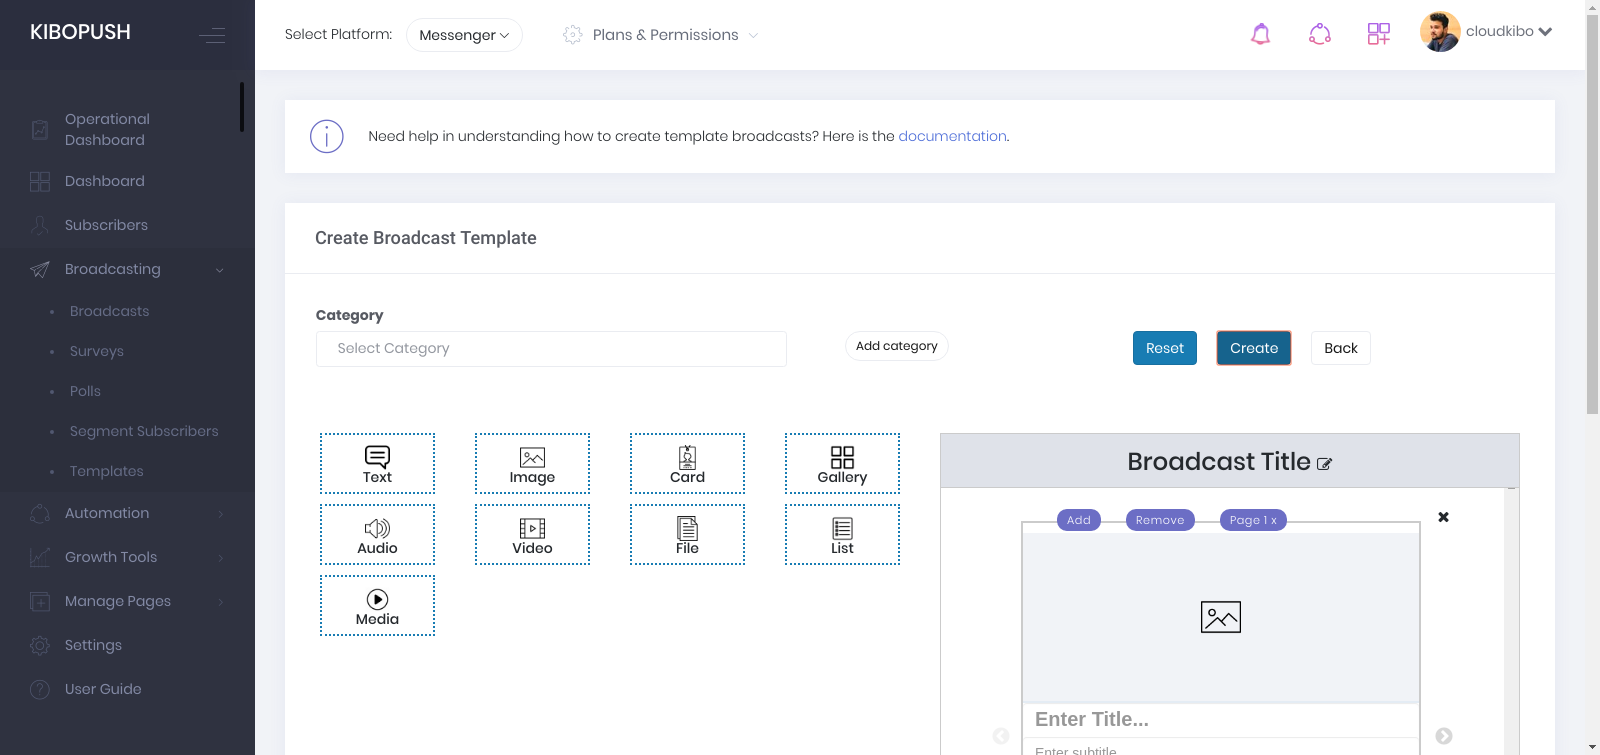 KIBOPUSH
Select Platform:
Messenger
Plans & Permissions
cloudkibo
Operational
Dashboard
Dashboard
Subscribers
Broadcasting
Broadcasts
Surveys
Polls
Segment Subscribers
Templates
Automation
Growth Tools
Manage Pages
Settings
User Guide
Need help in understanding how to create template broadcasts? Here is the documentation.
Create Broadcast Template
Category
Select Category
Add category
Reset
Create
Back
Text
Image
Card
Gallery
Audio
Video
File
List
Media
Broadcast Title
Add
Remove
Page 1 x
Enter Title...
Enter subtitle